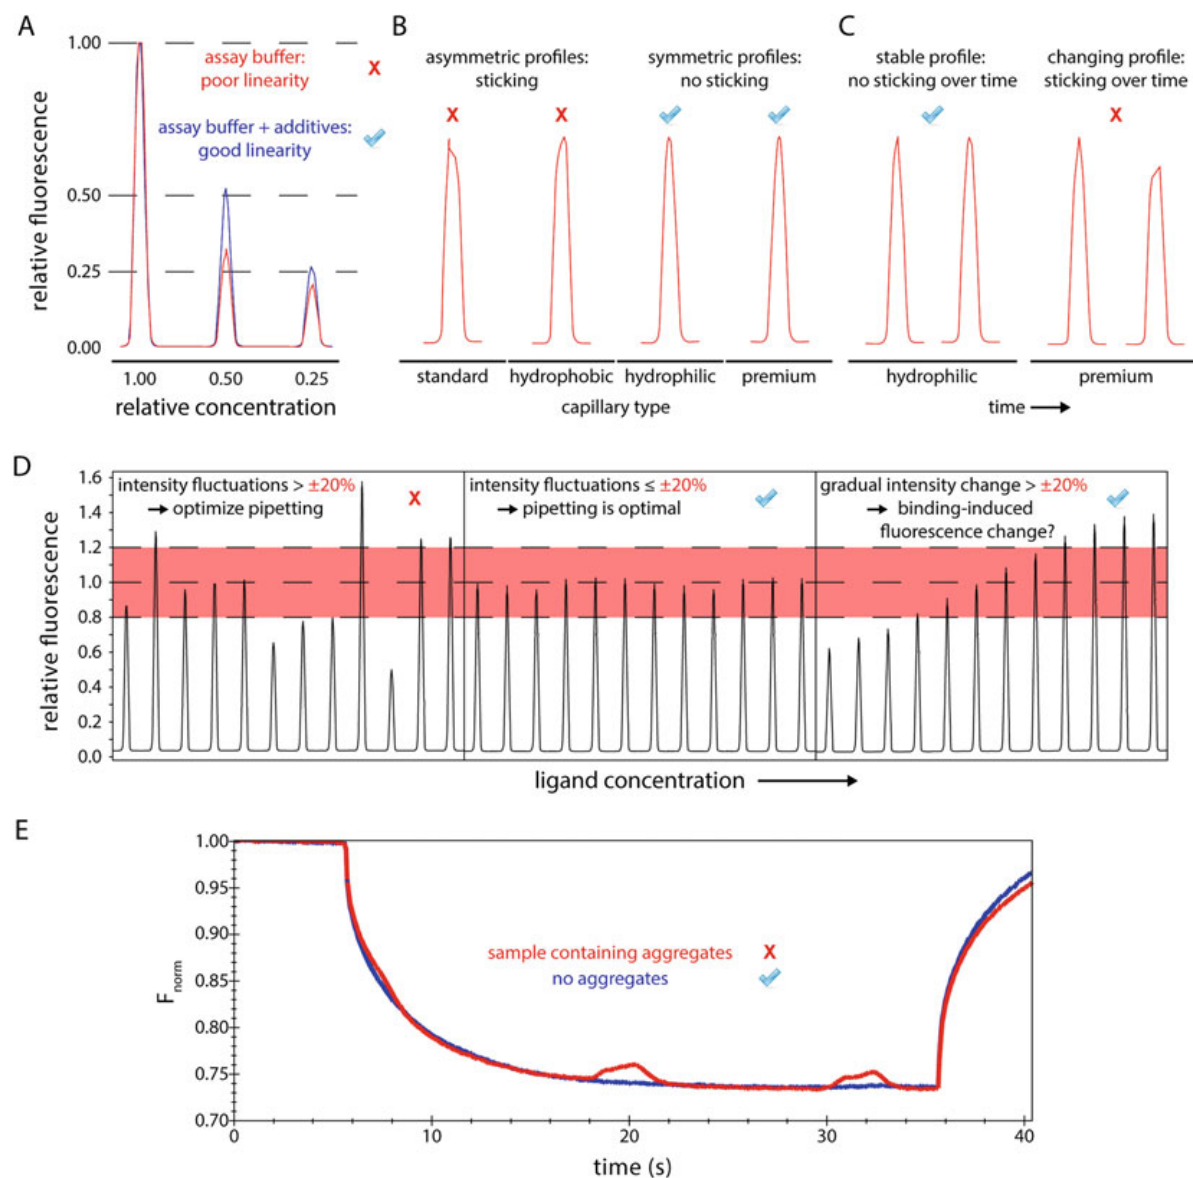 A
1.00
0.50
0.25
0.00
relative fluorescence
assay buffer:
poor linearity
X
assay buffer + additives:
good linearity
1.00 0.50 0.25
relative concentration
B
asymmetric profiles:
sticking
symmetric profiles:
no sticking
X X
standard hydrophobic hydrophilic premium
capillary type
C
stable profile:
no sticking over time
changing profile:
sticking over time
X
hydrophilic premium
time
D
1.6
1.4
1.2
1.0
0.8
0.6
0.4
0.2
0.0
relative fluorescence
intensity fluctuations > ±20%
optimize pipetting
X
intensity fluctuations ≤ ±20%
pipetting is optimal
gradual intensity change > ±20%
binding-induced
fluorescence change?
ligand concentration
E
1.00
0.95
0.90
0.85
0.80
0.75
0.70
Fnorm
sample containing aggregates X
no aggregates
0 10 20 30 40
time (s)